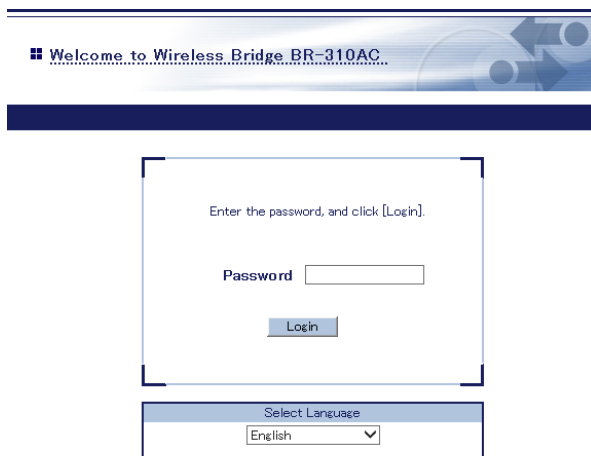 Welcome to Wireless Bridge BR-310AC
Enter the password, and click [Login].
Password
Login
Select Language
English